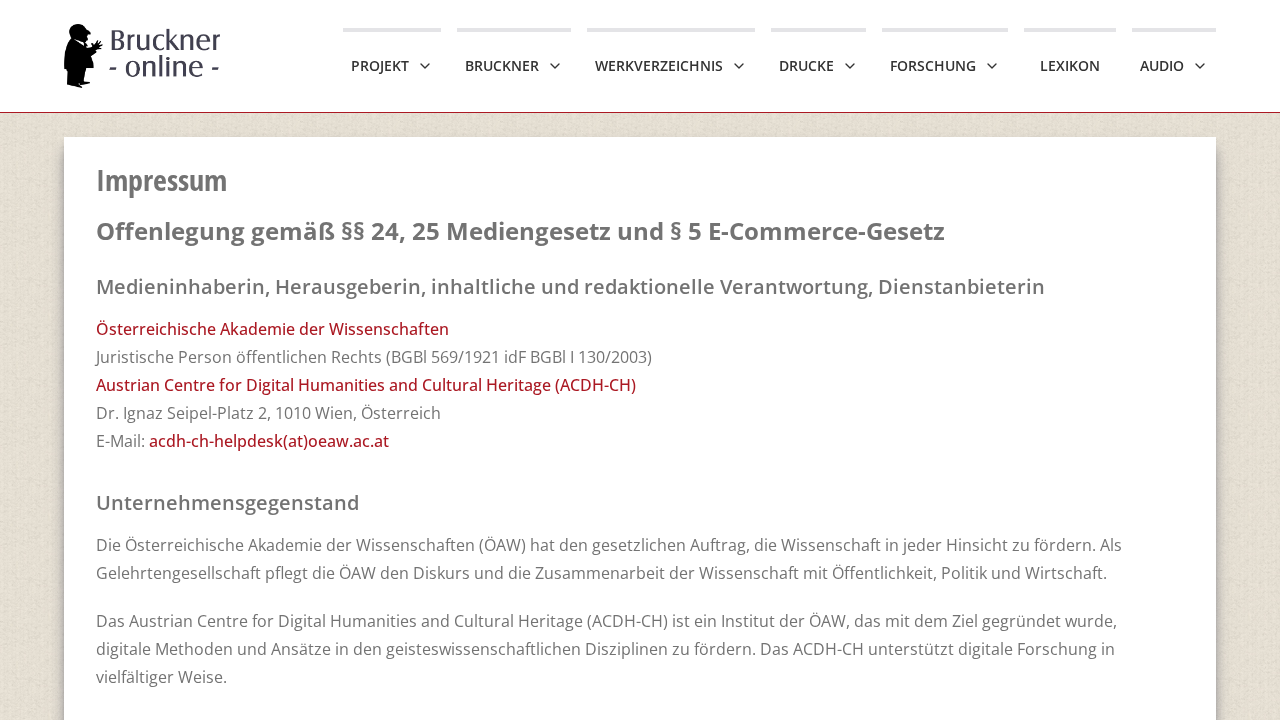 Bruckner
- online -
PROJEKT
BRUCKNER
WERKVERZEICHNIS
DRUCKE
FORSCHUNG
LEXIKON
AUDIO
Impressum
Offenlegung gemäß §§ 24, 25 Mediengesetz und § 5 E-Commerce-Gesetz
Medieninhaberin, Herausgeberin, inhaltliche und redaktionelle Verantwortung, Dienstanbieterin
Österreichische Akademie der Wissenschaften
Juristische Person öffentlichen Rechts (BGBl 569/1921 idF BGBl I 130/2003)
Austrian Centre for Digital Humanities and Cultural Heritage (ACDH-CH)
Dr. Ignaz Seipel-Platz 2, 1010 Wien, Österreich
E-Mail: acdh-ch-helpdesk(at)oeaw.ac.at
Unternehmensgegenstand
Die Österreichische Akademie der Wissenschaften (ÖAW) hat den gesetzlichen Auftrag, die Wissenschaft in jeder Hinsicht zu fördern. Als
Gelehrtengesellschaft pflegt die ÖAW den Diskurs und die Zusammenarbeit der Wissenschaft mit Öffentlichkeit, Politik und Wirtschaft.
Das Austrian Centre for Digital Humanities and Cultural Heritage (ACDH-CH) ist ein Institut der ÖAW, das mit dem Ziel gegründet wurde,
digitale Methoden und Ansätze in den geisteswissenschaftlichen Disziplinen zu fördern. Das ACDH-CH unterstützt digitale Forschung in
vielfältiger Weise.